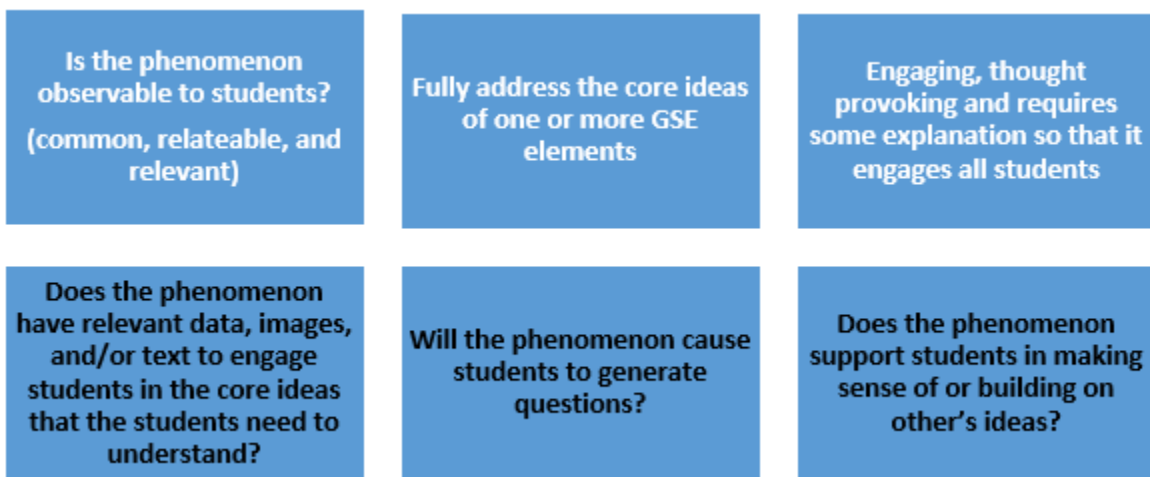 Is the phenomenon
observable to students?
(common, relateable, and
relevant)
Fully address the core ideas
of one or more GSE
elements
Engaging, thought
provoking and requires
some explanation so that it
engages all students
Does the phenomenon
have relevant data, images,
and/or text to engage
students in the core ideas
that the students need to
understand?
Will the phenomenon cause
students to generate
questions?
Does the phenomenon
support students in making
sense of or building on
other’s ideas?